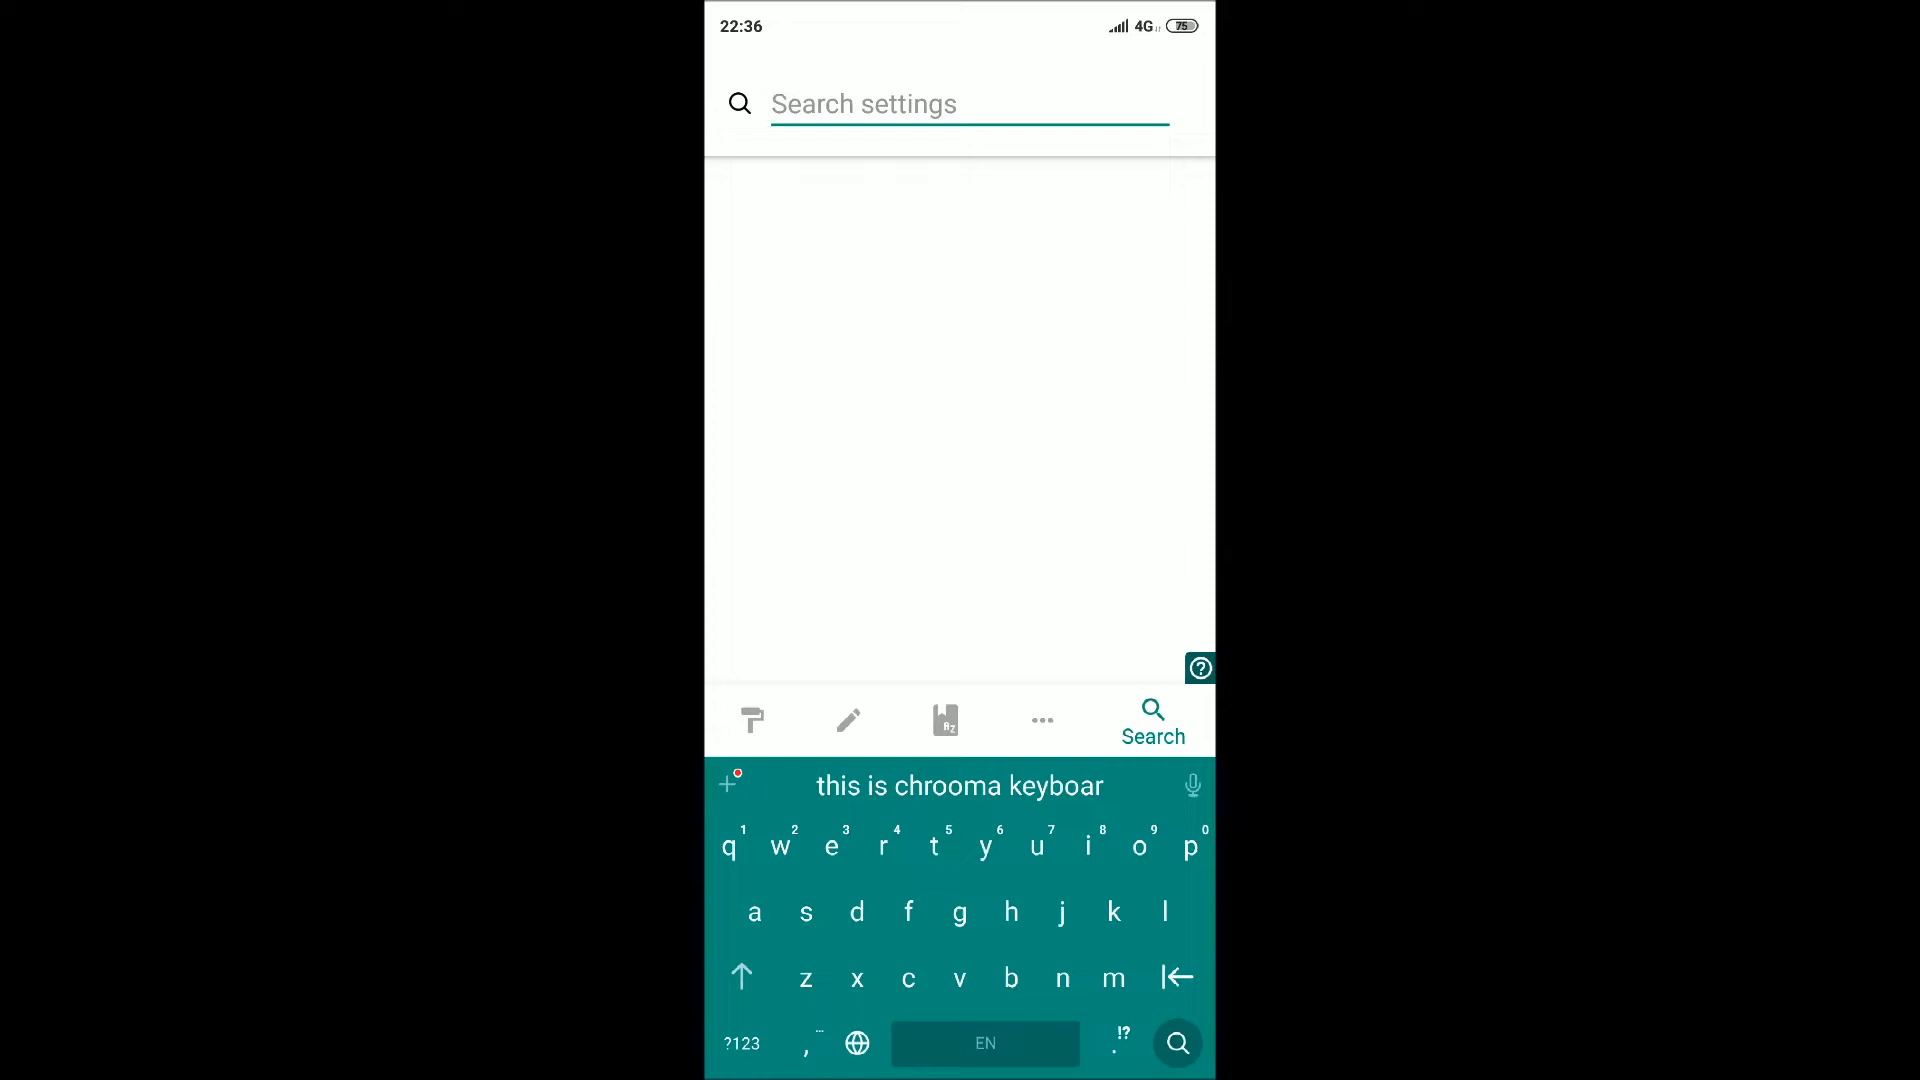 22:36 4G 75
Search settings
Search
this is chrooma keyboar
1 2 3 4 5 6 7 8 9 0
q w e r t y u i o p
a s d f g h j k l
z x c v b n m
?123 , ... EN . !?